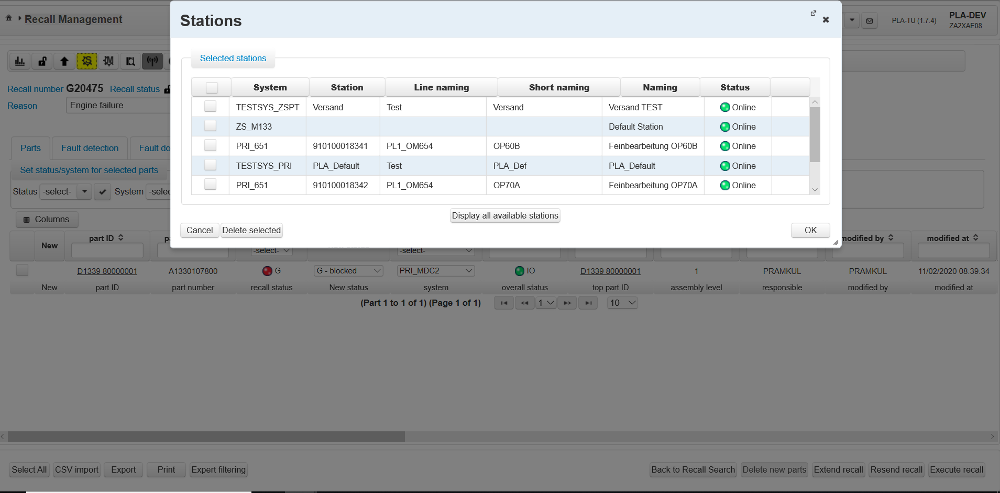 Recall Management
Stations
PLA-TU (1.7.4)
PLA-DEV
ZA2XAE08
Selected stations
Recall number G20475 Recall status
Reason Engine failure
System Station Line naming Short naming Naming Status
TESTSYS_ZSPT Versand Test Versand Versand TEST Online
ZS_M133 Default Station Online
PRI_651 910100018341 PL1_OM654 OP60B Feinbearbeitung OP60B Online
TESTSYS_PRI PLA_Default Test PLA_Def PLA_Default Online
PRI_651 910100018342 PL1_OM654 OP70A Feinbearbeitung OP70A Online
Display all available stations
Cancel Delete selected OK
Parts Fault detection Fault do
Set status/system for selected parts
Status -select- System -selec
Columns
New part ID p modified by modified at
-select- -select-
D1339 80000001 A1330107800 G G - blocked PRI_MDC2 IO D1339 80000001 1 PRAMKUL PRAMKUL 11/02/2020 08:39:34
New part ID part number recall status New status system overall status top part ID assembly level responsible modified by modified at
(Part 1 to 1 of 1) (Page 1 of 1) 1 10
Select All CSV import Export Print Expert filtering Back to Recall Search Delete new parts Extend recall Resend recall Execute recall